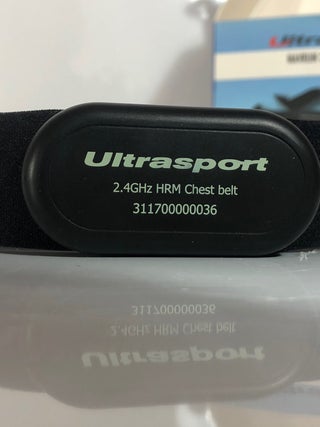 Ultrasport
2.4GHz HRM Chest belt
311700000036